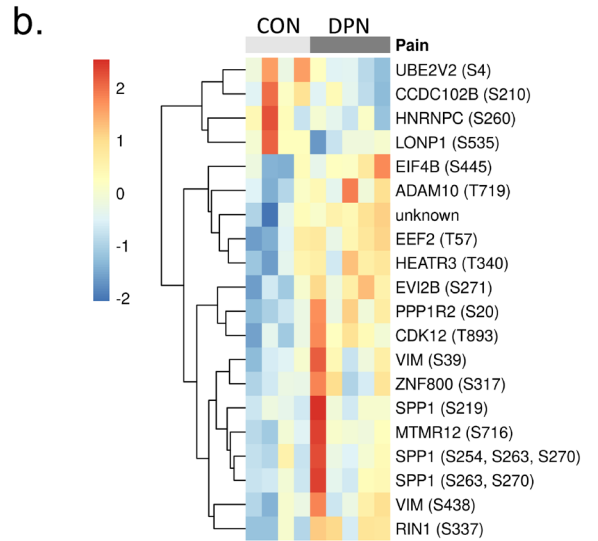 b.
CON DPN
Pain
2
1
0
-1
-2
UBE2V2 (S4)
CCDC102B (S210)
HNRNPC (S260)
LONP1 (S535)
EIF4B (S445)
ADAM10 (T719)
unknown
EEF2 (T57)
HEATR3 (T340)
EVI2B (S271)
PPP1R2 (S20)
CDK12 (T893)
VIM (S39)
ZNF800 (S317)
SPP1 (S219)
MTMR12 (S716)
SPP1 (S254, S263, S270)
SPP1 (S263, S270)
VIM (S438)
RIN1 (S337)